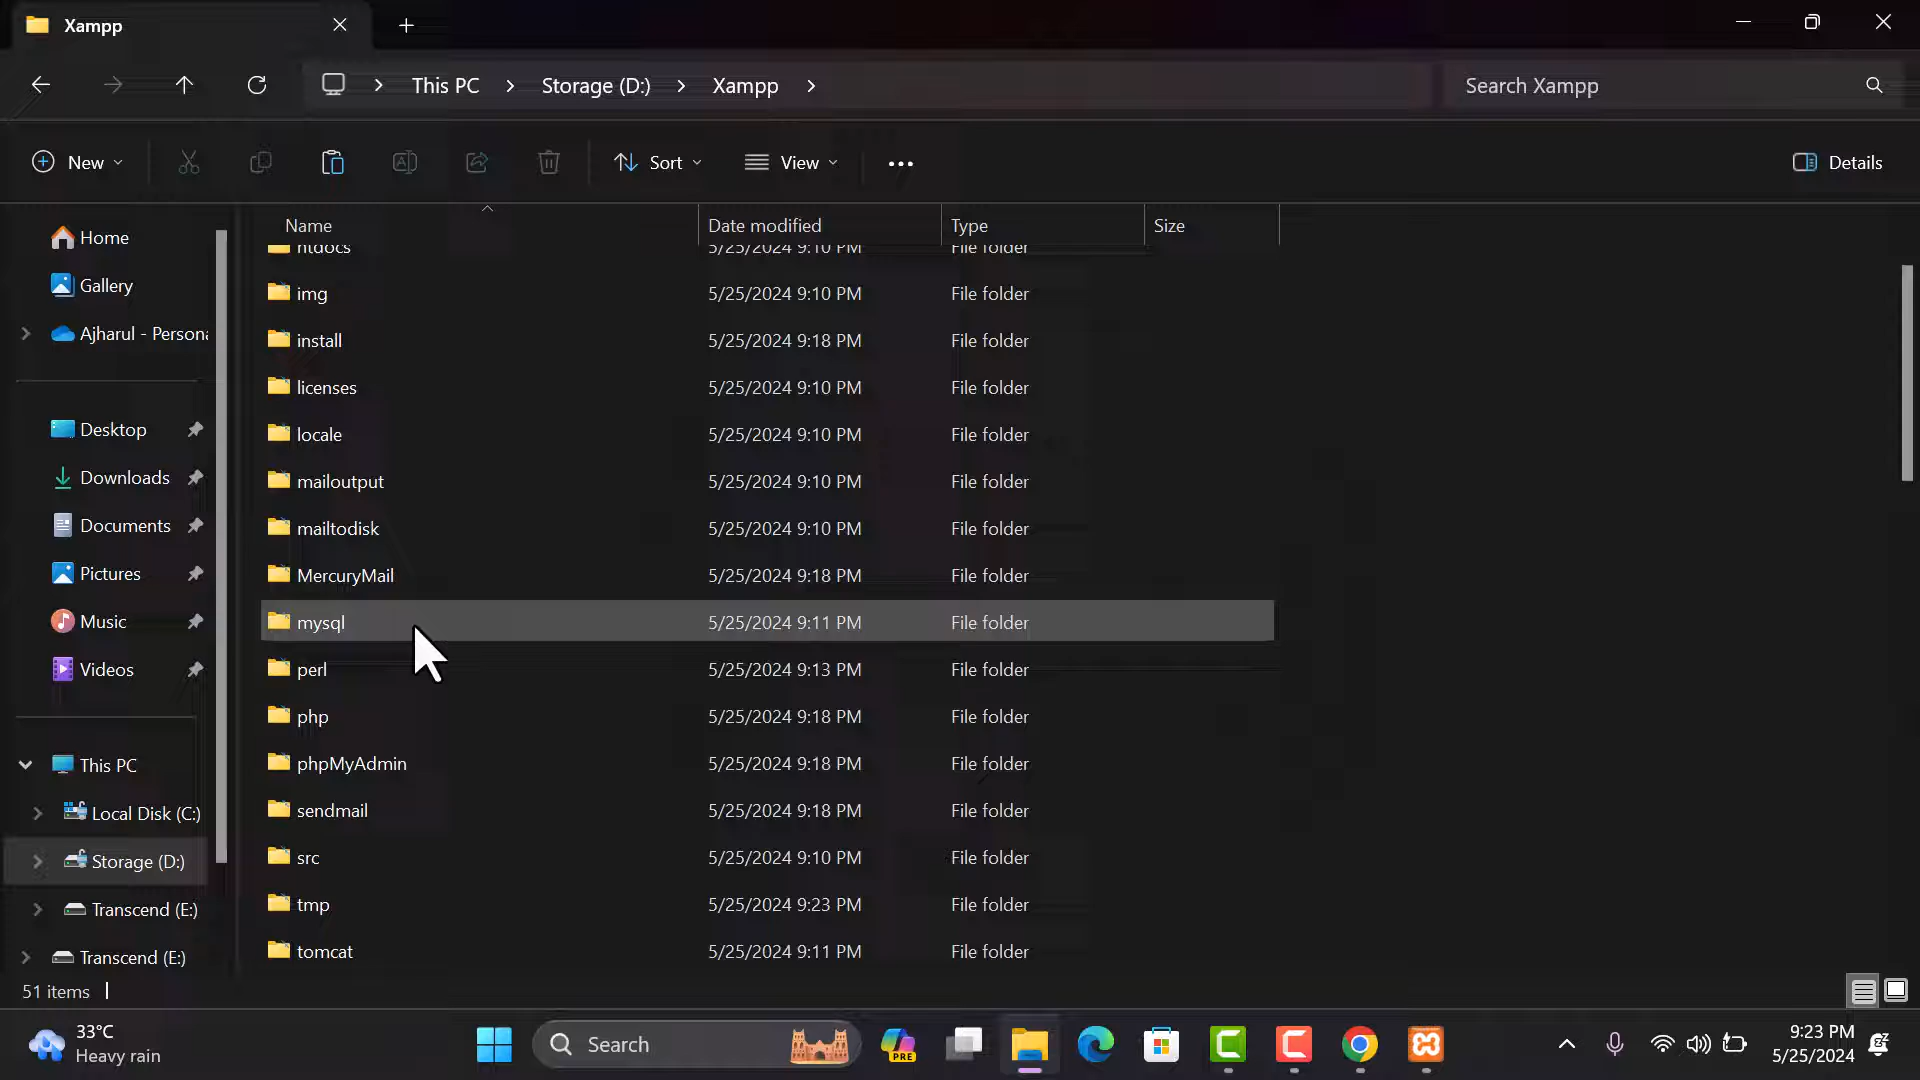 Xampp
This PC > Storage (D:) > Xampp >
Search Xampp
New
Sort
View
Details
Home
Gallery
Ajharul - Persona
Desktop
Downloads
Documents
Pictures
Music
Videos
This PC
Local Disk (C:)
Storage (D:)
Transcend (E:)
Transcend (E:)
Name Date modified Type Size
htdocs 5/25/2024 9:10 PM File folder
img 5/25/2024 9:10 PM File folder
install 5/25/2024 9:18 PM File folder
licenses 5/25/2024 9:10 PM File folder
locale 5/25/2024 9:10 PM File folder
mailoutput 5/25/2024 9:10 PM File folder
mailtodisk 5/25/2024 9:10 PM File folder
MercuryMail 5/25/2024 9:18 PM File folder
mysql 5/25/2024 9:11 PM File folder
perl 5/25/2024 9:13 PM File folder
php 5/25/2024 9:18 PM File folder
phpMyAdmin 5/25/2024 9:18 PM File folder
sendmail 5/25/2024 9:18 PM File folder
src 5/25/2024 9:10 PM File folder
tmp 5/25/2024 9:23 PM File folder
tomcat 5/25/2024 9:11 PM File folder
51 items
33°C
Heavy rain
Search
PRE
9:23 PM
5/25/2024